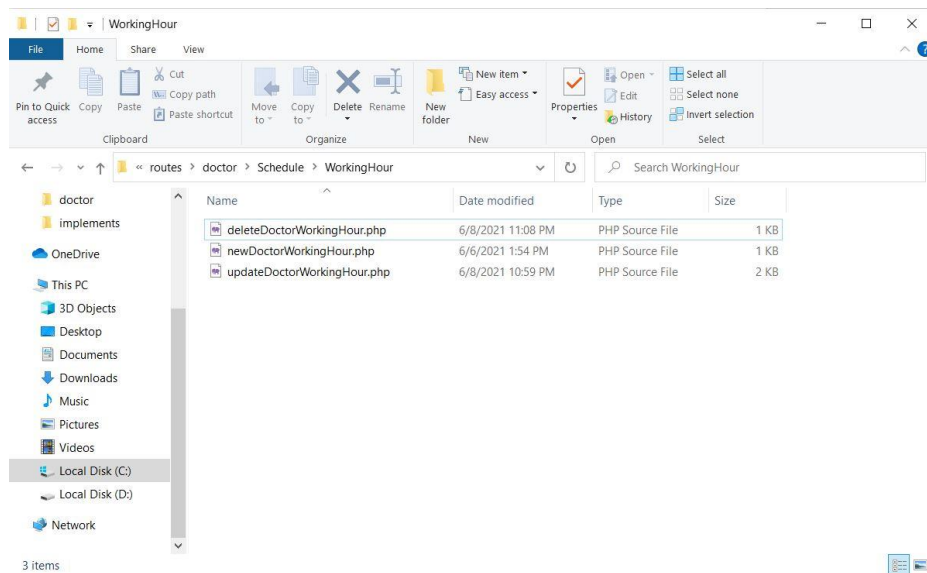 WorkingHour
File Home Share View
Pin to Quick access
Copy
Paste
Cut
Copy path
Paste shortcut
Clipboard
Move to
Copy to
Delete
Rename
Organize
New folder
New item
Easy access
New
Properties
Open
Edit
History
Open
Select all
Select none
Invert selection
Select
« routes > doctor > Schedule > WorkingHour
Search WorkingHour
doctor
implements
OneDrive
This PC
3D Objects
Desktop
Documents
Downloads
Music
Pictures
Videos
Local Disk (C:)
Local Disk (D:)
Network
Name Date modified Type Size
deleteDoctorWorkingHour.php 6/8/2021 11:08 PM PHP Source File 1 KB
newDoctorWorkingHour.php 6/6/2021 1:54 PM PHP Source File 1 KB
updateDoctorWorkingHour.php 6/8/2021 10:59 PM PHP Source File 2 KB
3 items